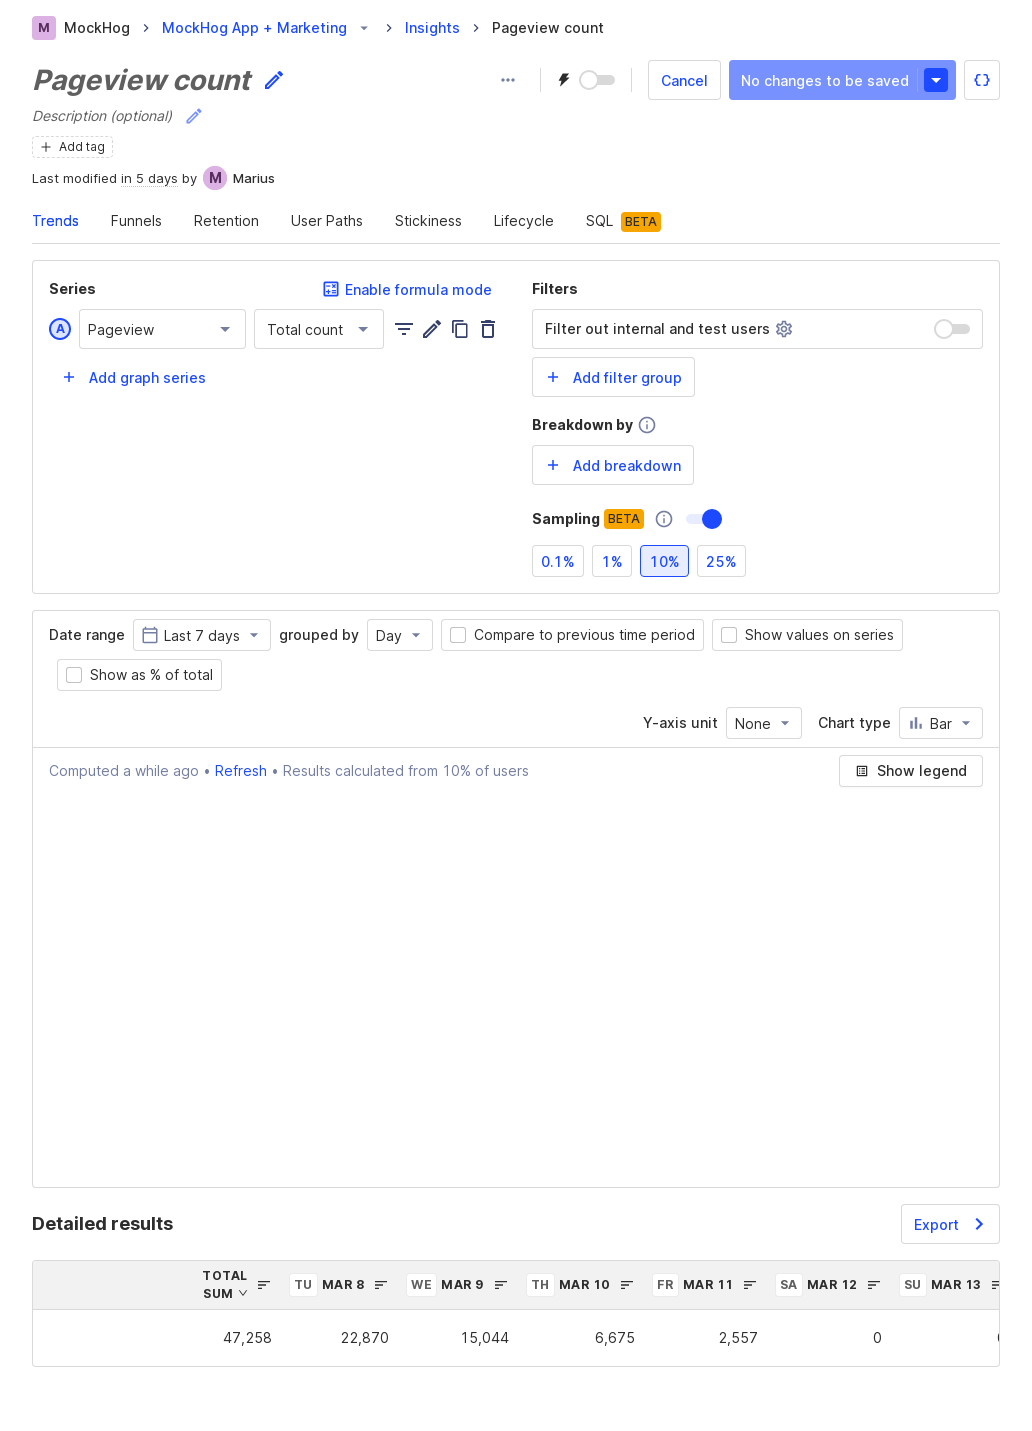 M MockHog MockHog App + Marketing Insights Pageview count
Pageview count
Cancel No changes to be saved
Description (optional)
Add tag
Last modified in 5 days by M Marius
Trends Funnels Retention User Paths Stickiness Lifecycle SQL BETA
Series Enable formula mode
A Pageview Total count
Add graph series
Filters
Filter out internal and test users
Add filter group
Breakdown by
Add breakdown
Sampling BETA
0.1% 1% 10% 25%
Date range Last 7 days grouped by Day Compare to previous time period Show values on series
Show as % of total
Y-axis unit None Chart type Bar
Computed a while ago • Refresh • Results calculated from 10% of users Show legend
Detailed results Export
TOTAL SUM TU MAR 8 WE MAR 9 TH MAR 10 FR MAR 11 SA MAR 12 SU MAR 13
47,258 22,870 15,044 6,675 2,557 0